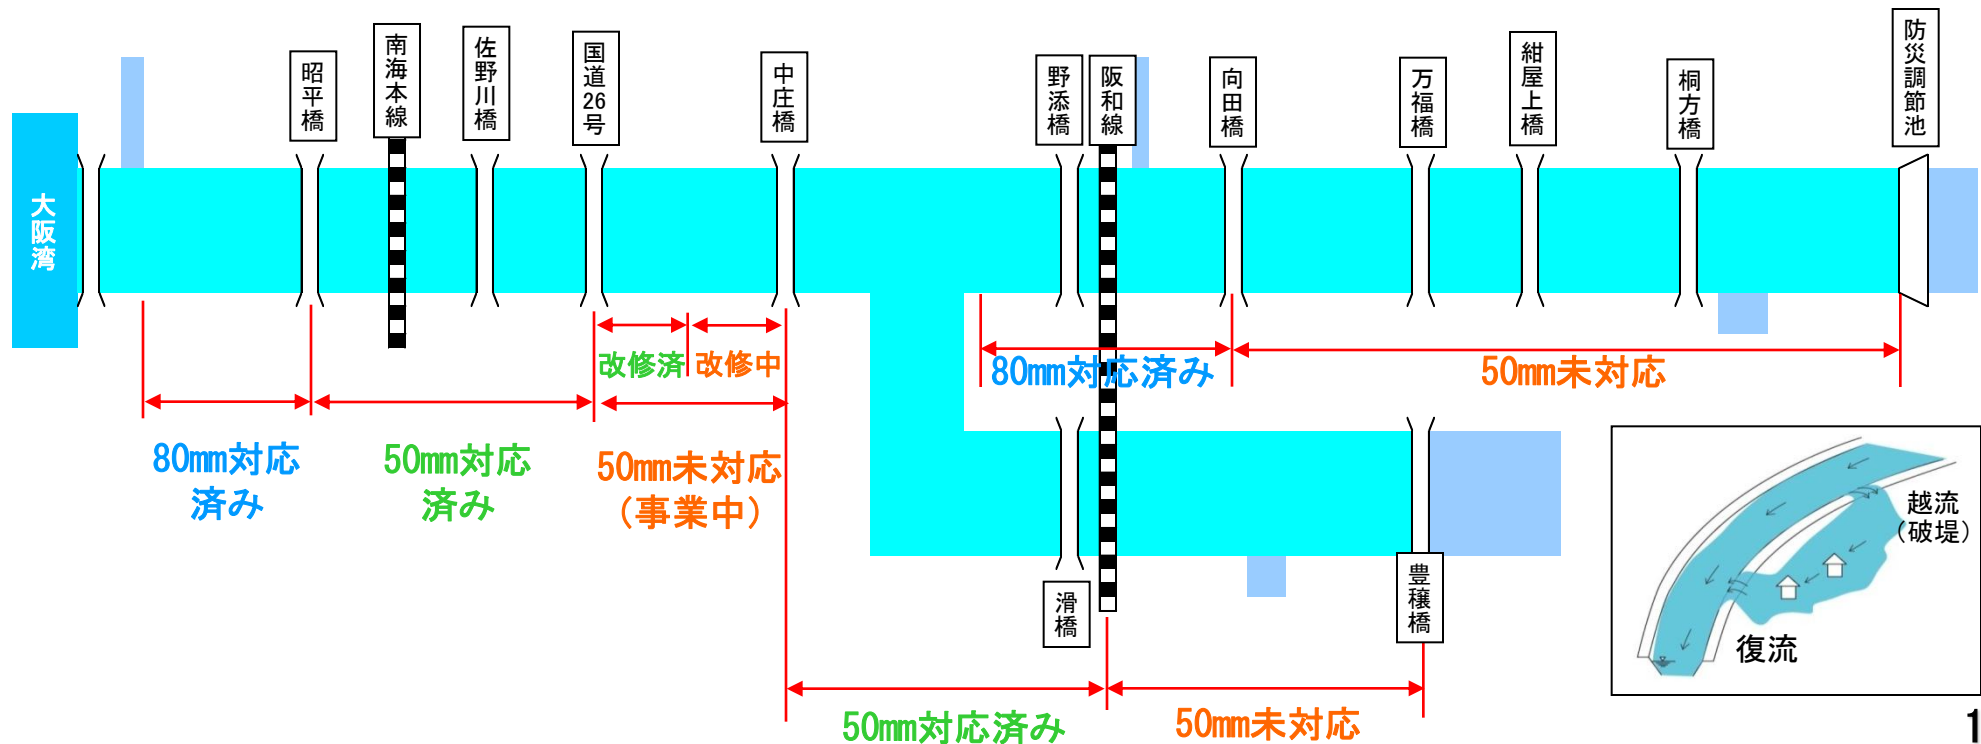 昭平橋
南海本線
佐野川橋
国道26号
中庄橋
野添橋
阪和線
向田橋
万福橋
紺屋上橋
桐方橋
防災調節池
大阪湾
改修済
改修中
80mm対応済み
50mm未対応
80mm対応
済み
50mm対応
済み
50mm未対応
(事業中)
滑橋
豊穣橋
越流
(破堤)
復流
50mm対応済み
50mm未対応
1